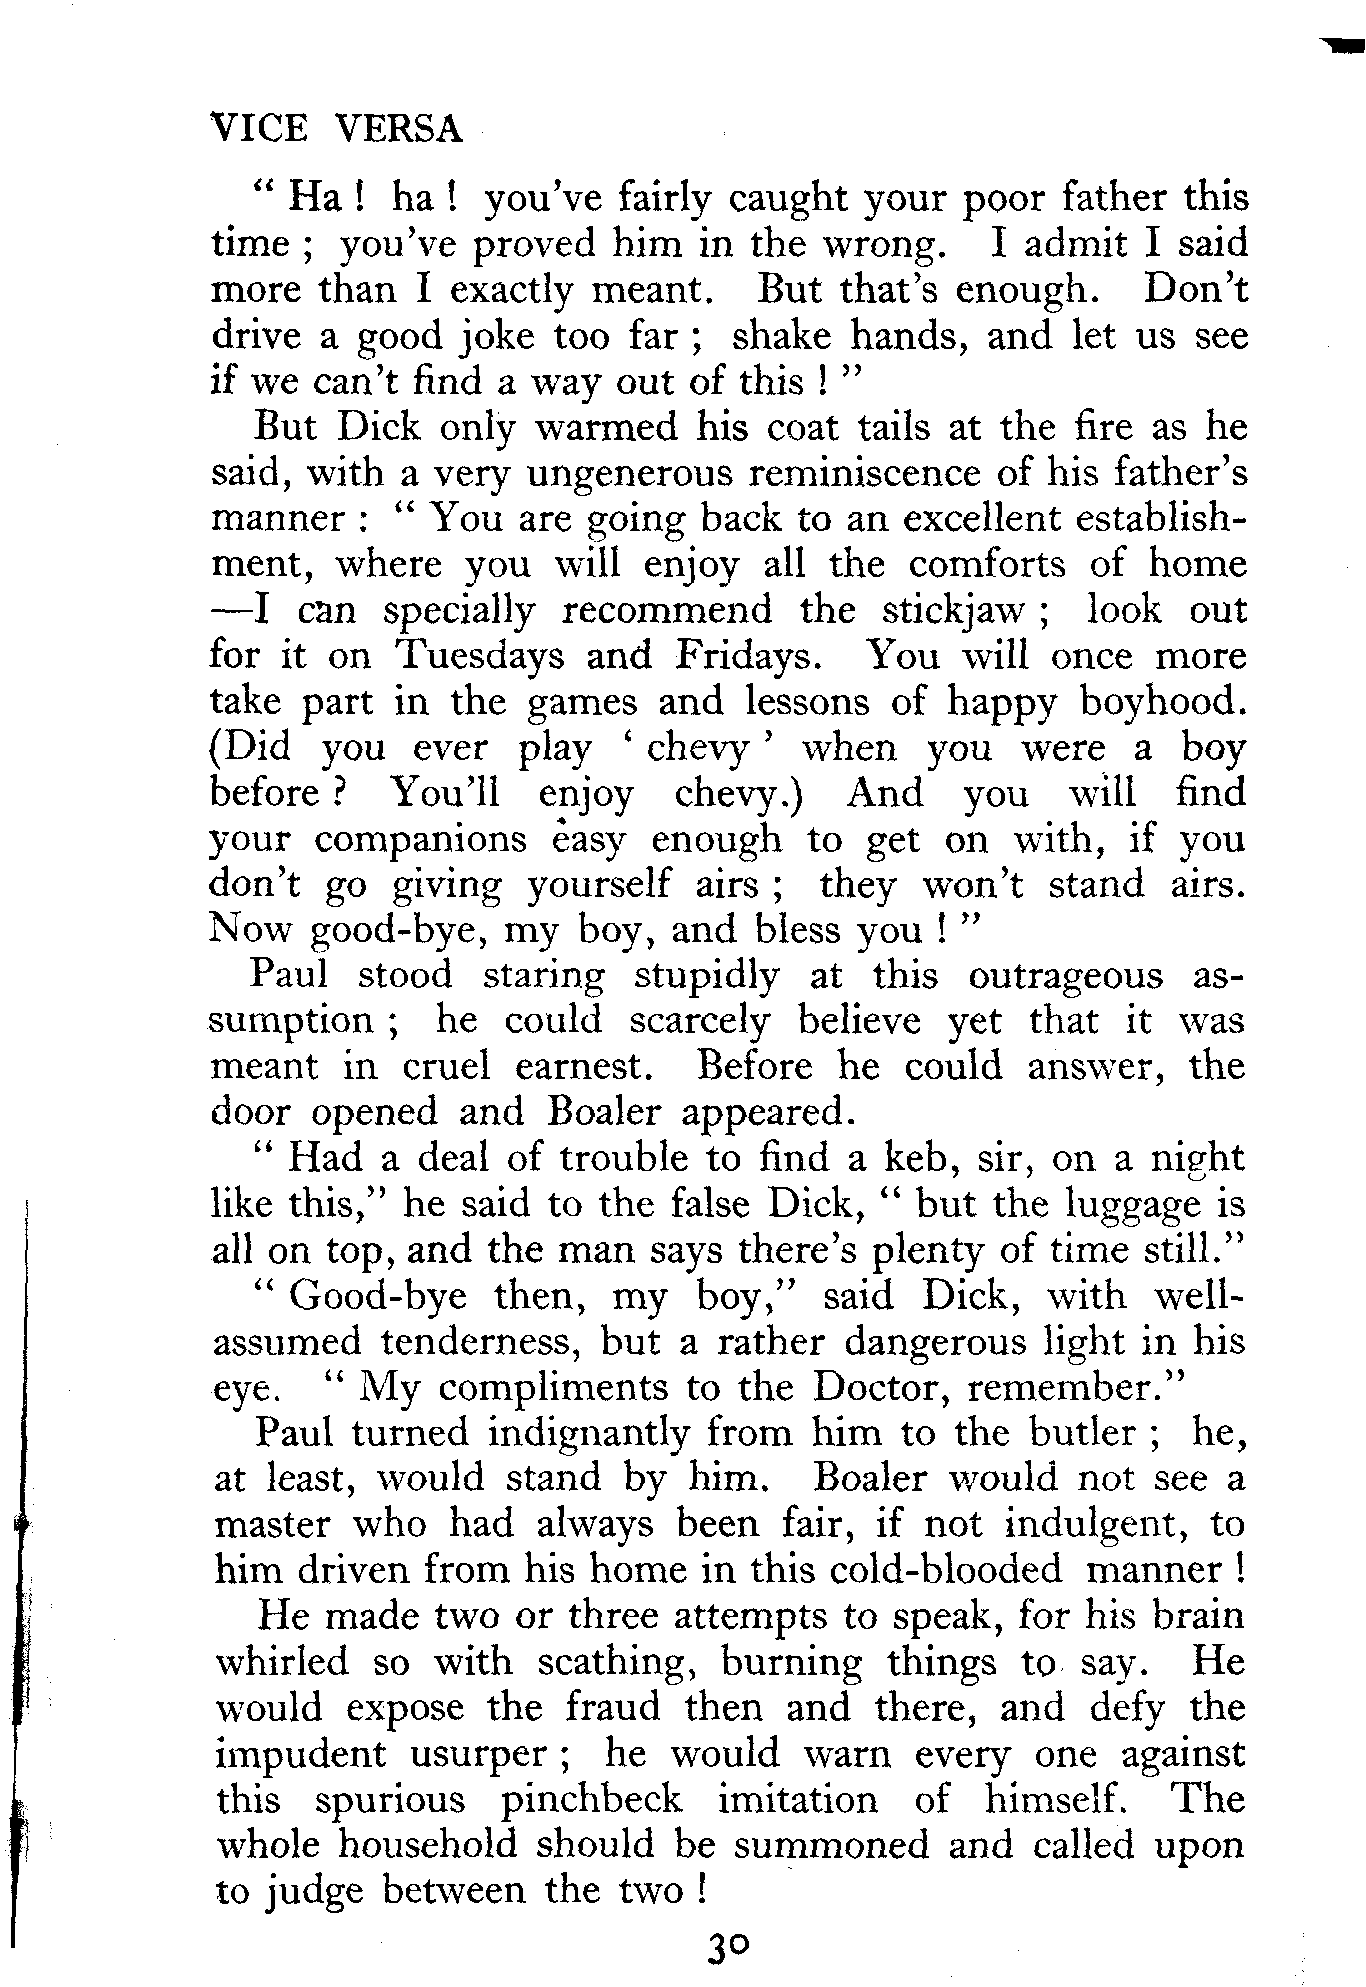 VICE VERSA
“ Ha ! ha ! you've fairly caught your poor father this
time ; you've proved him in the wrong. I admit I said
more than I exactly meant. But that's enough. Don't
drive a good joke too far ; shake hands, and let us see
if we can't find a way out of this ! ”
But Dick only warmed his coat tails at the fire as he
said, with a very ungenerous reminiscence of his father's
manner : “ You are going back to an excellent establish-
ment, where you will enjoy all the comforts of home
—I can specially recommend the stickjaw ; look out
for it on Tuesdays and Fridays. You will once more
take part in the games and lessons of happy boyhood.
(Did you ever play ‘ chevy ’ when you were a boy
before ? You'll enjoy chevy.) And you will find
your companions easy enough to get on with, if you
don't go giving yourself airs ; they won't stand airs.
Now good-bye, my boy, and bless you ! ”
Paul stood staring stupidly at this outrageous as-
sumption ; he could scarcely believe yet that it was
meant in cruel earnest. Before he could answer, the
door opened and Boaler appeared.
“ Had a deal of trouble to find a keb, sir, on a night
like this,” he said to the false Dick, “ but the luggage is
all on top, and the man says there's plenty of time still.”
“ Good-bye then, my boy,” said Dick, with well-
assumed tenderness, but a rather dangerous light in his
eye. “ My compliments to the Doctor, remember.”
Paul turned indignantly from him to the butler ; he,
at least, would stand by him. Boaler would not see a
master who had always been fair, if not indulgent, to
him driven from his home in this cold-blooded manner !
He made two or three attempts to speak, for his brain
whirled so with scathing, burning things to say. He
would expose the fraud then and there, and defy the
impudent usurper ; he would warn every one against
this spurious pinchbeck imitation of himself. The
whole household should be summoned and called upon
to judge between the two !
30